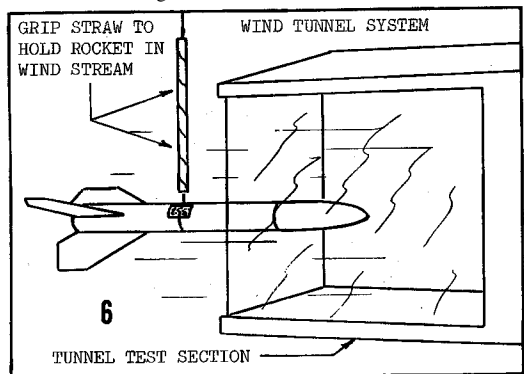 GRIP STRAW TO
HOLD ROCKET IN
WIND STREAM
WIND TUNNEL SYSTEM
6
TUNNEL TEST SECTION